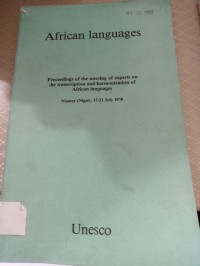 African languages
Proceedings of the meeting of experts on
the transcription and harmonization of
African languages
Niamey (Niger), 17-21 July 1978
Unesco